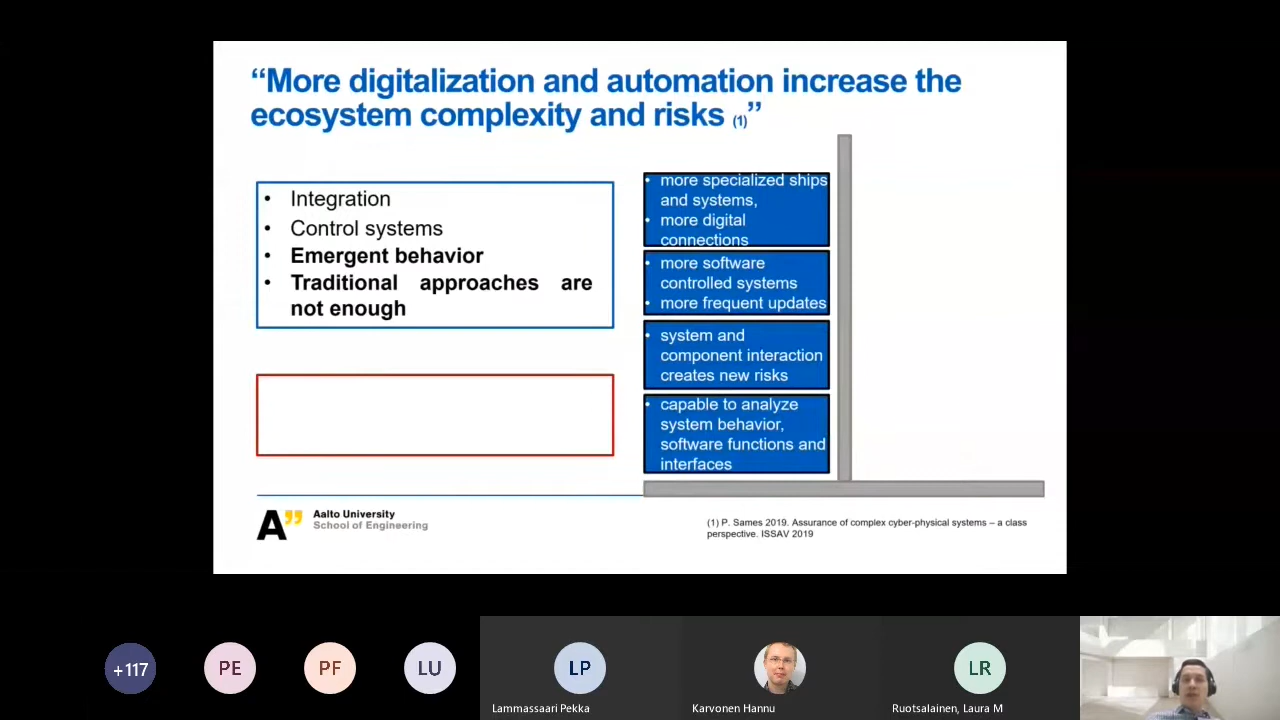 “More digitalization and automation increase the
ecosystem complexity and risks (1)”
• Integration
• Control systems
• Emergent behavior
• Traditional approaches are
not enough
• more specialized ships
and systems,
• more digital
connections
• more software
controlled systems
• more frequent updates
• system and
component interaction
creates new risks
• capable to analyze
system behavior,
software functions and
interfaces
A”
Aalto University
School of Engineering
(1) P. Sames 2019. Assurance of complex cyber-physical systems – a class
perspective. ISSAV 2019
+117
PE
PF
LU
LP
LR
Lammassaari Pekka
Karvonen Hannu
Ruotsalainen, Laura M